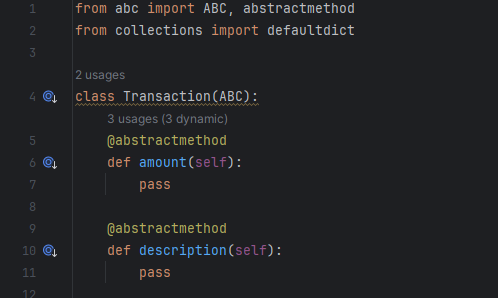 1 from abc import ABC, abstractmethod
2 from collections import defaultdict
3
2 usages
4 class Transaction(ABC):
3 usages (3 dynamic)
5 @abstractmethod
6 def amount(self):
7 pass
8
9 @abstractmethod
10 def description(self):
11 pass
12